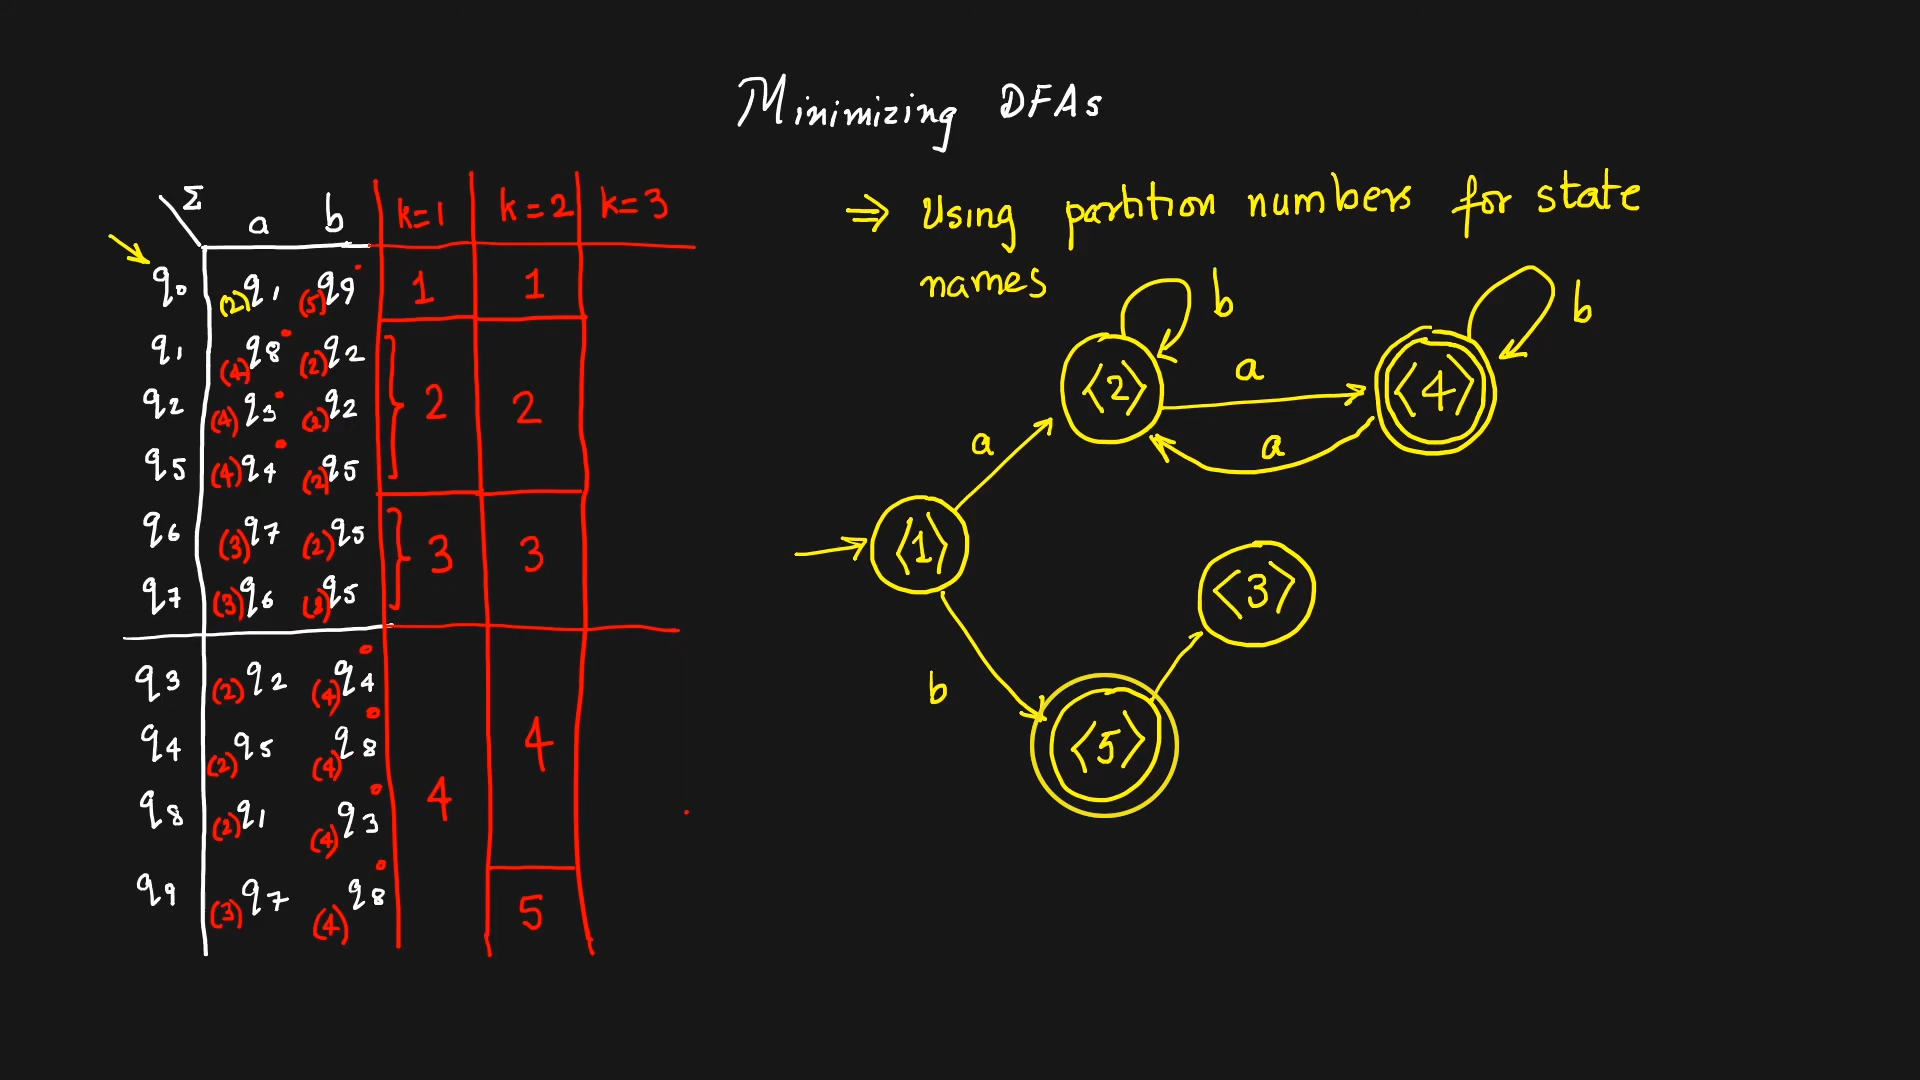 Minimizing DFAs
Σ a b k=1 k=2 k=3
q0 (2)q1 (5)q9 1 1
q1 (4)q8 (2)q2
q2 (4)q3 (2)q2 2 2
q5 (4)q4 (2)q5
q6 (3)q7 (2)q5 3 3
q7 (3)q6 (2)q5
q3 (2)q2 (4)q4
q4 (2)q5 (4)q8 4
q8 (2)q1 (4)q3 4
q9 (3)q7 (4)q8 5
⇒ Using partition numbers for state
names
b
b
⟨2⟩ a ⟨4⟩
a a
⟨1⟩
⟨3⟩
b
⟨5⟩